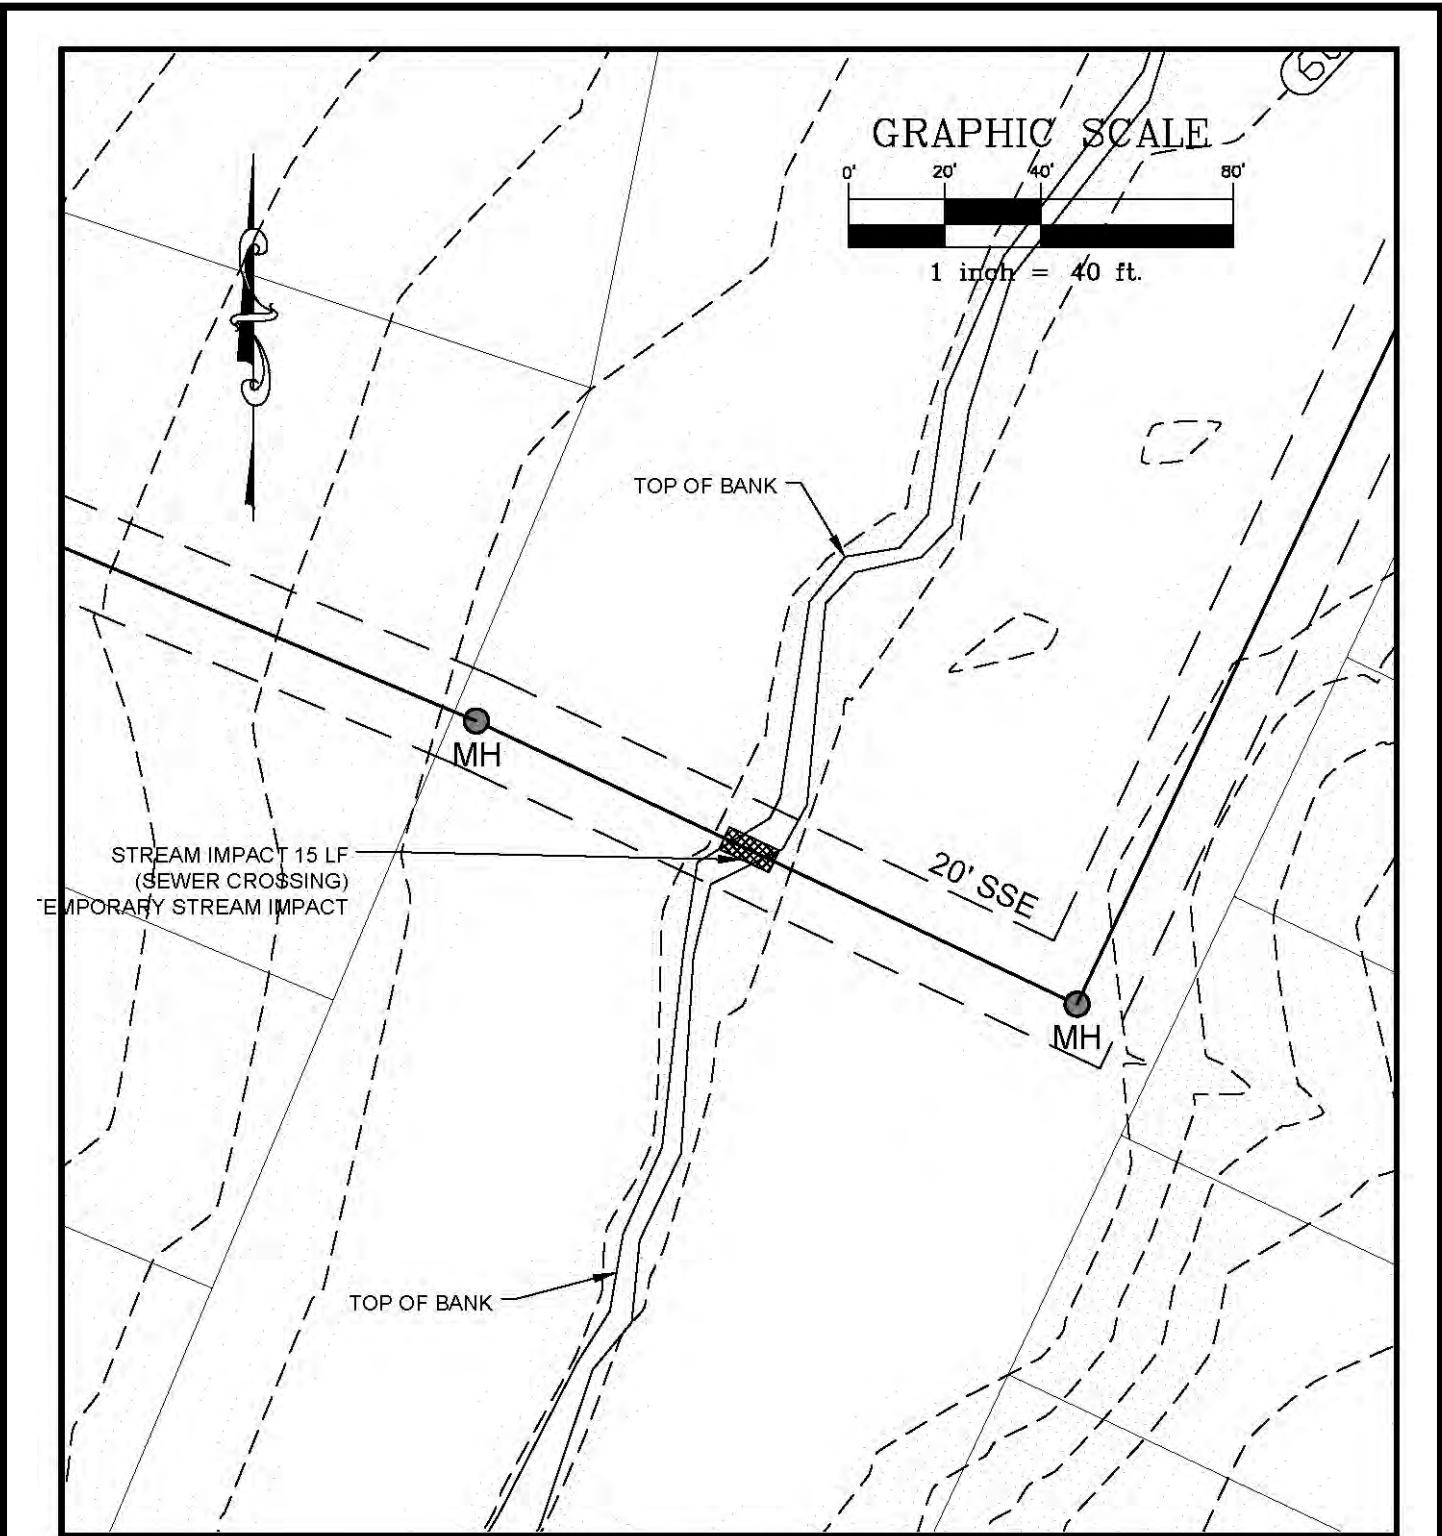 GRAPHIC SCALE
0' 20' 40' 80'
1 inch = 40 ft.
TOP OF BANK
MH
STREAM IMPACT 15 LF
(SEWER CROSSING)
TEMPORARY STREAM IMPACT
20' SSE
MH
TOP OF BANK